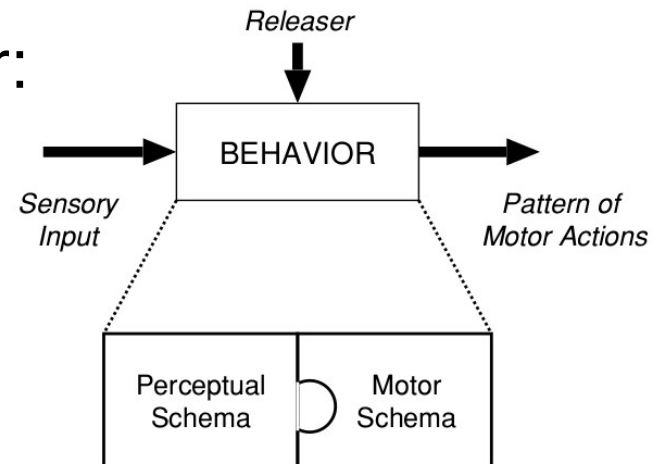 r:
Releaser
BEHAVIOR
Sensory
Input
Pattern of
Motor Actions
Perceptual
Schema
Motor
Schema